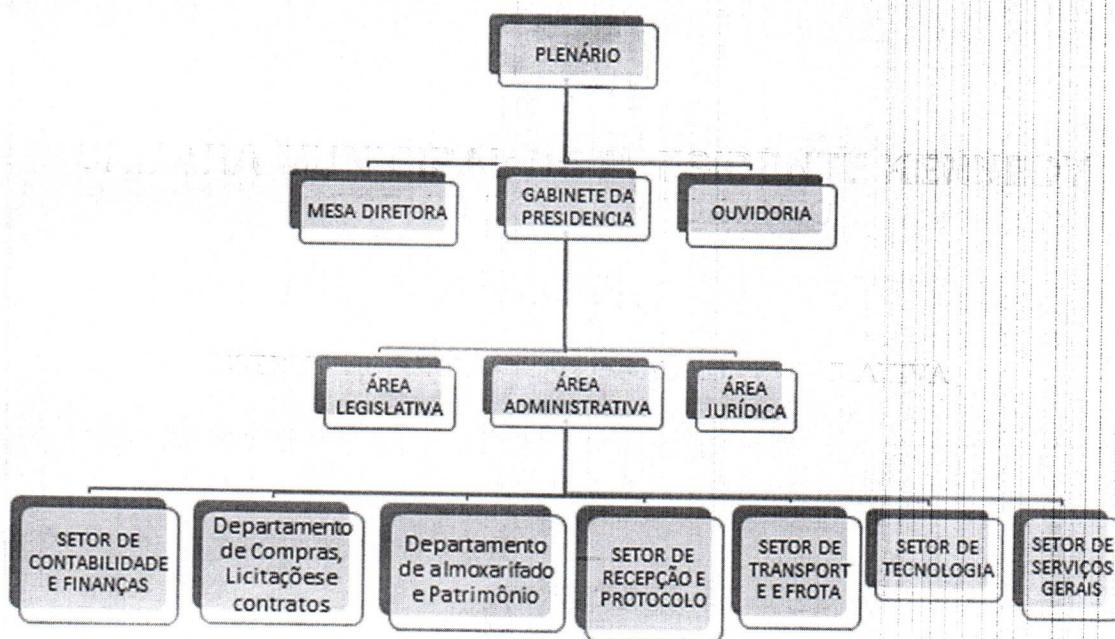 PLENÁRIO
MESA DIRETORA
GABINETE DA
PRESIDENCIA
OUVIDORIA
ÁREA
LEGISLATIVA
ÁREA
ADMINISTRATIVA
ÁREA
JURÍDICA
SETOR DE
CONTABILIDADE
E FINANÇAS
Departamento
de Compras,
Licitaçõese
contratos
Departamento
de almoxarifado
e Patrimônio
SETOR DE
RECEPÇÃO E
PROTOCOLO
SETOR DE
TRANSPORT
E E FROTA
SETOR DE
TECNOLOGIA
SETOR DE
SERVIÇOS
GERAIS